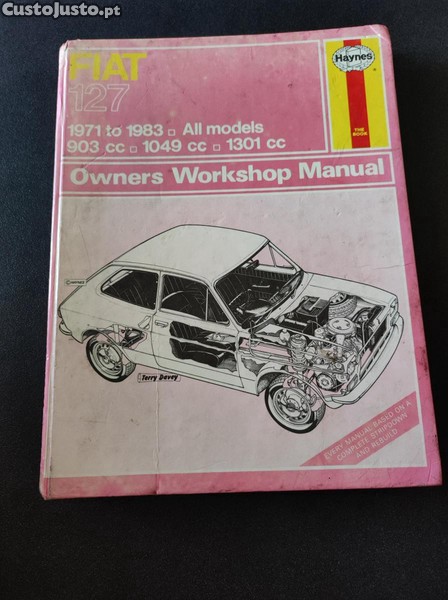 CustoJusto.pt
FIAT
127
Haynes
THE BOOK
1971 to 1983 □ All models
903 cc □ 1049 cc □ 1301 cc
Owners Workshop Manual
©HAYNES
Terry Davey
EVERY MANUAL BASED ON A
COMPLETE STRIPDOWN
AND REBUILD